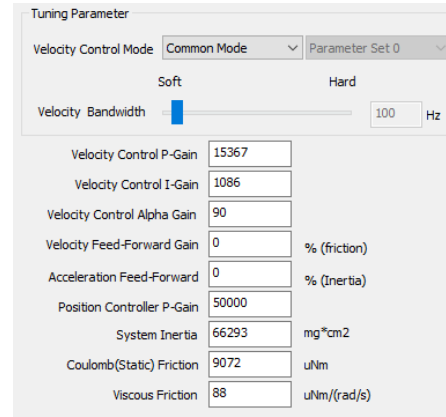 Tuning Parameter
Velocity Control Mode Common Mode Parameter Set 0
Soft Hard
Velocity Bandwidth 100 Hz
Velocity Control P-Gain 15367
Velocity Control I-Gain 1086
Velocity Control Alpha Gain 90
Velocity Feed-Forward Gain 0 % (friction)
Acceleration Feed-Forward 0 % (Inertia)
Position Controller P-Gain 50000
System Inertia 66293 mg*cm2
Coulomb(Static) Friction 9072 uNm
Viscous Friction 88 uNm/(rad/s)